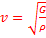 v = √(G/ρ)